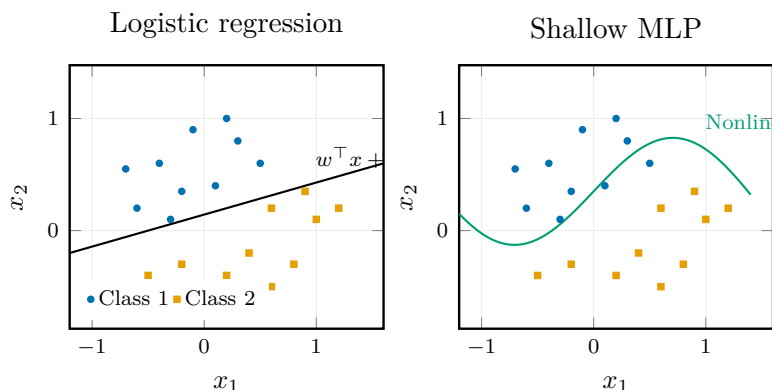 Logistic regression
Shallow MLP
1
0
x₂
w⊤x +
Class 1
Class 2
−1
0
1
x₁
1
0
x₂
−1
0
1
x₁